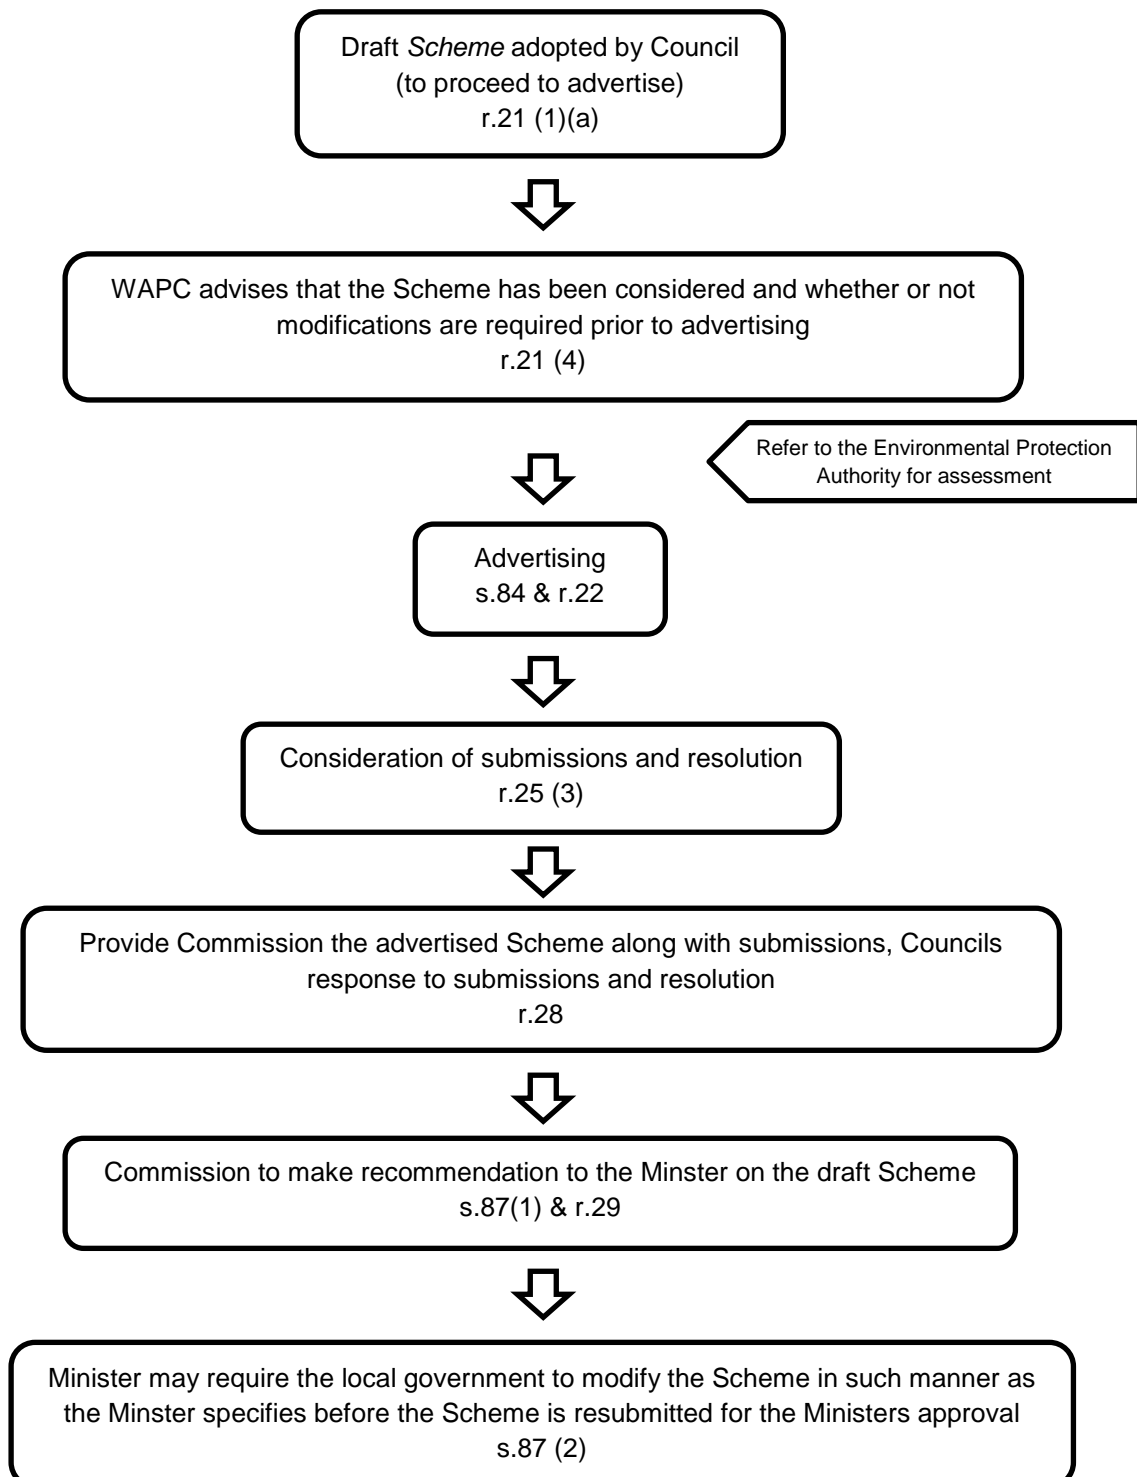 Draft Scheme adopted by Council
(to proceed to advertise)
r.21 (1)(a)
WAPC advises that the Scheme has been considered and whether or not
modifications are required prior to advertising
r.21 (4)
Refer to the Environmental Protection
Authority for assessment
Advertising
s.84 & r.22
Consideration of submissions and resolution
r.25 (3)
Provide Commission the advertised Scheme along with submissions, Councils
response to submissions and resolution
r.28
Commission to make recommendation to the Minster on the draft Scheme
s.87(1) & r.29
Minister may require the local government to modify the Scheme in such manner as
the Minster specifies before the Scheme is resubmitted for the Ministers approval
s.87 (2)